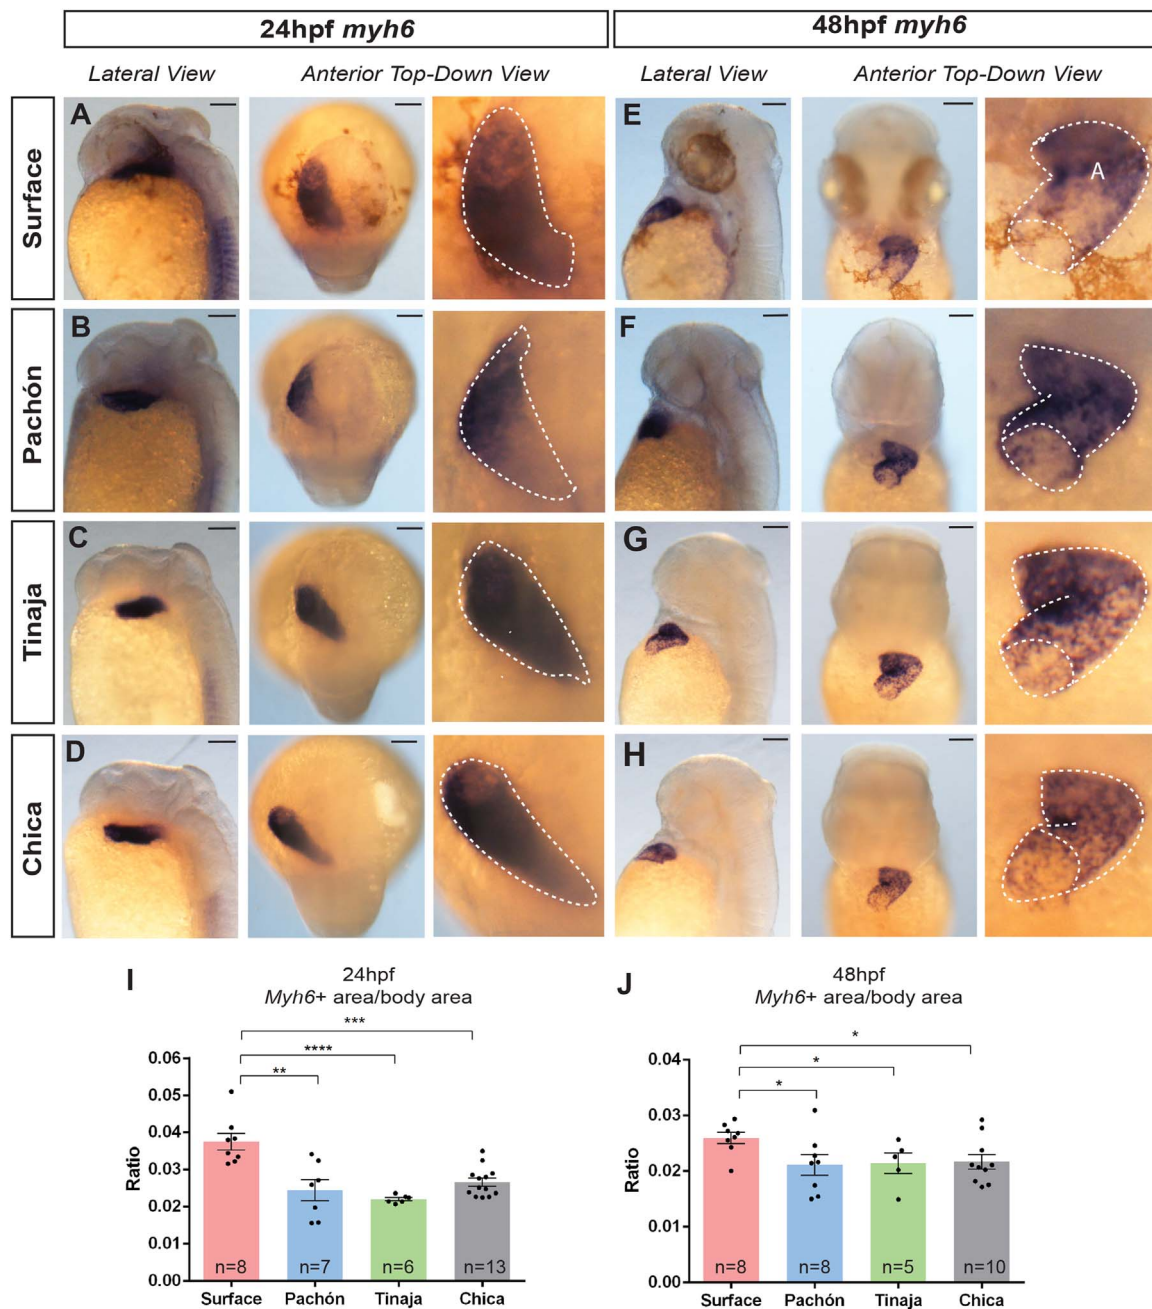 24hpf myh6
48hpf myh6
Lateral View
Anterior Top-Down View
Lateral View
Anterior Top-Down View
Surface
A
E
A
Pachón
B
F
Tinaja
C
G
Chica
D
H
I
24hpf
Myh6+ area/body area
***
****
**
Ratio
0.06
0.05
0.04
0.03
0.02
0.01
0.00
n=8
n=7
n=6
n=13
Surface
Pachón
Tinaja
Chica
J
48hpf
Myh6+ area/body area
*
*
*
Ratio
0.04
0.03
0.02
0.01
0.00
n=8
n=8
n=5
n=10
Surface
Pachón
Tinaja
Chica